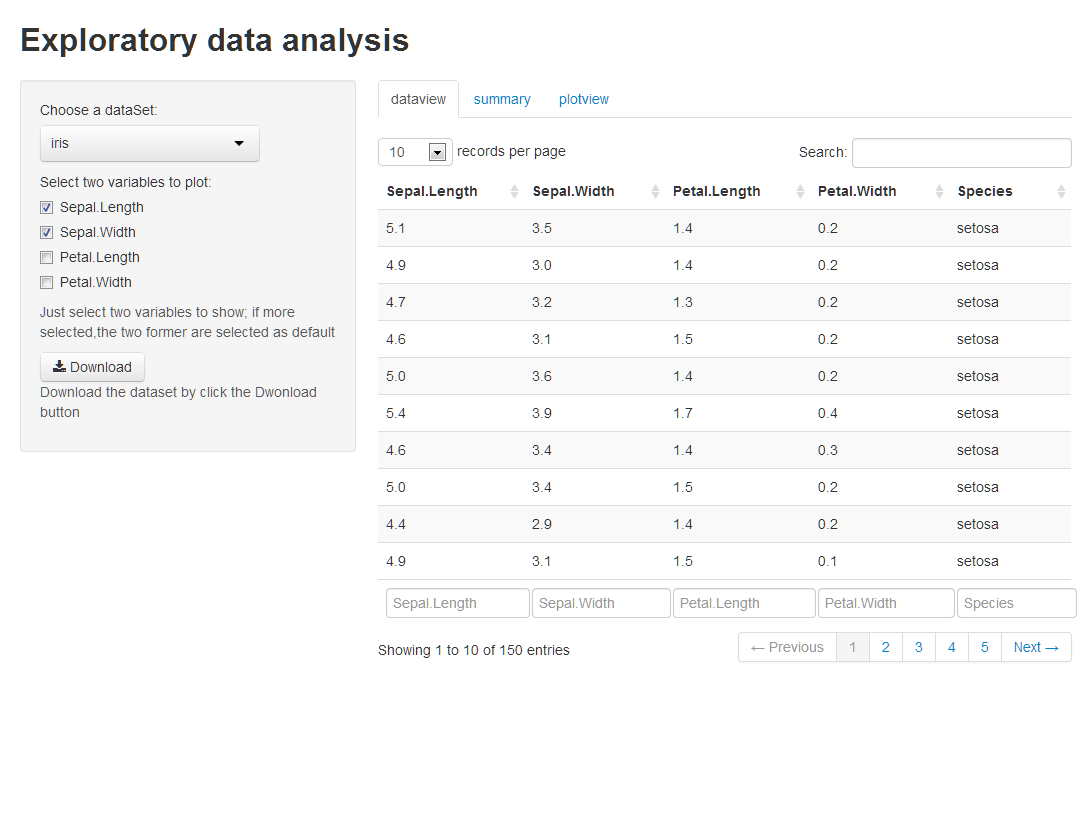 Exploratory data analysis
Choose a dataSet:
iris
Select two variables to plot:
Sepal.Length
Sepal.Width
Petal.Length
Petal.Width
Just select two variables to show; if more
selected,the two former are selected as default
Download
Download the dataset by click the Dwonload
button
dataview summary plotview
10 records per page Search:
Sepal.Length Sepal.Width Petal.Length Petal.Width Species
5.1 3.5 1.4 0.2 setosa
4.9 3.0 1.4 0.2 setosa
4.7 3.2 1.3 0.2 setosa
4.6 3.1 1.5 0.2 setosa
5.0 3.6 1.4 0.2 setosa
5.4 3.9 1.7 0.4 setosa
4.6 3.4 1.4 0.3 setosa
5.0 3.4 1.5 0.2 setosa
4.4 2.9 1.4 0.2 setosa
4.9 3.1 1.5 0.1 setosa
Sepal.Length Sepal.Width Petal.Length Petal.Width Species
Showing 1 to 10 of 150 entries ← Previous 1 2 3 4 5 Next →